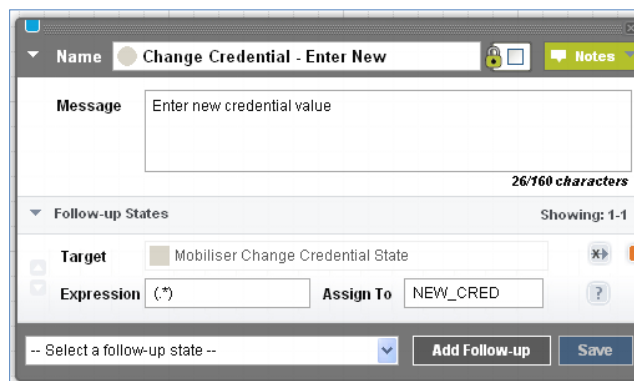 Name Change Credential - Enter New Notes
Message Enter new credential value
26/160 characters
Follow-up States Showing: 1-1
Target Mobiliser Change Credential State
Expression (.*) Assign To NEW_CRED ?
-- Select a follow-up state -- Add Follow-up Save